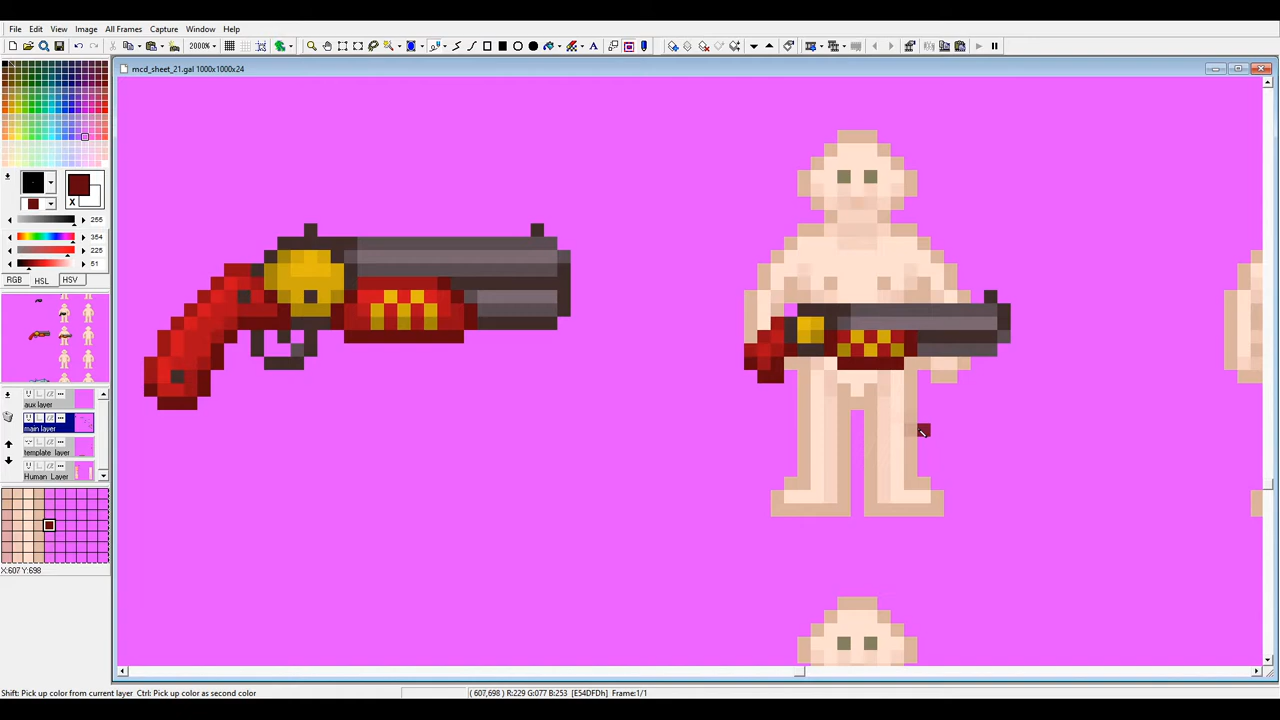 File Edit View Image All Frames Capture Window Help
2000%
mcd_sheet_21.gal 1000x1000x24
X
255
354
226
51
RGB HSL HSV
aux layer
main layer
template layer
Human Layer
X:607 Y:698
Shift: Pick up color from current layer Ctrl: Pick up color as second color
( 607,698 ) R:229 G:077 B:253 [E54DFDh] Frame:1/1